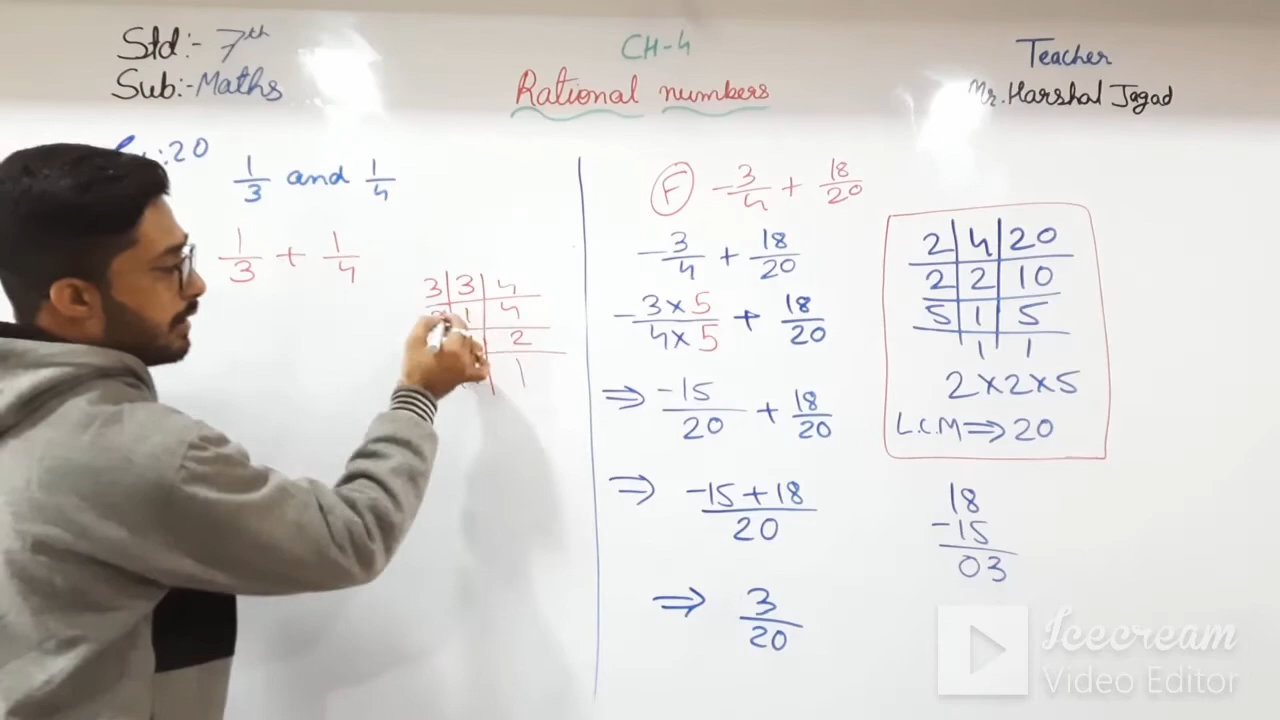 Std:- 7th
Sub:- Maths
CH-4
Rational numbers
Teacher
Mr. Harshal Jagad
:20
1/3 and 1/4
1/3 + 1/4
3 | 3 | 4
1 | 4
2
1
F -3/4 + 18/20
-3/4 + 18/20
-3×5/4×5 + 18/20
⇒ -15/20 + 18/20
⇒ -15+18/20
⇒ 3/20
2 | 4 | 20
2 | 2 | 10
5 | 1 | 5
1 | 1
2×2×5
L.C.M ⇒ 20
18
-15
03
Icecream
Video Editor